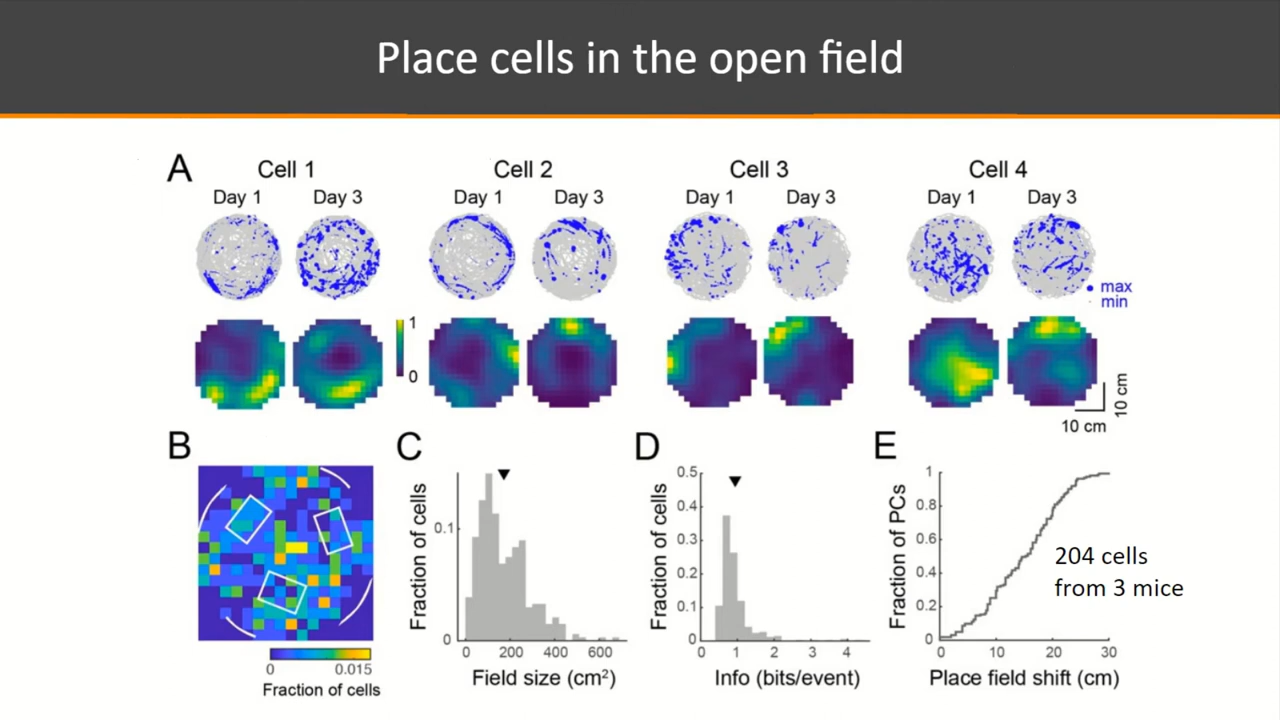 Place cells in the open field
A
Cell 1
Cell 2
Cell 3
Cell 4
Day 1
Day 3
Day 1
Day 3
Day 1
Day 3
Day 1
Day 3
max
min
1
0
10 cm
10 cm
B
0
0.015
Fraction of cells
C
0.1
0
0
200
400
600
Fraction of cells
Field size (cm²)
D
0.5
0.4
0.3
0.2
0.1
0
0
1
2
3
4
Fraction of cells
Info (bits/event)
E
1
0.8
0.6
0.4
0.2
0
0
10
20
30
Fraction of PCs
Place field shift (cm)
204 cells
from 3 mice